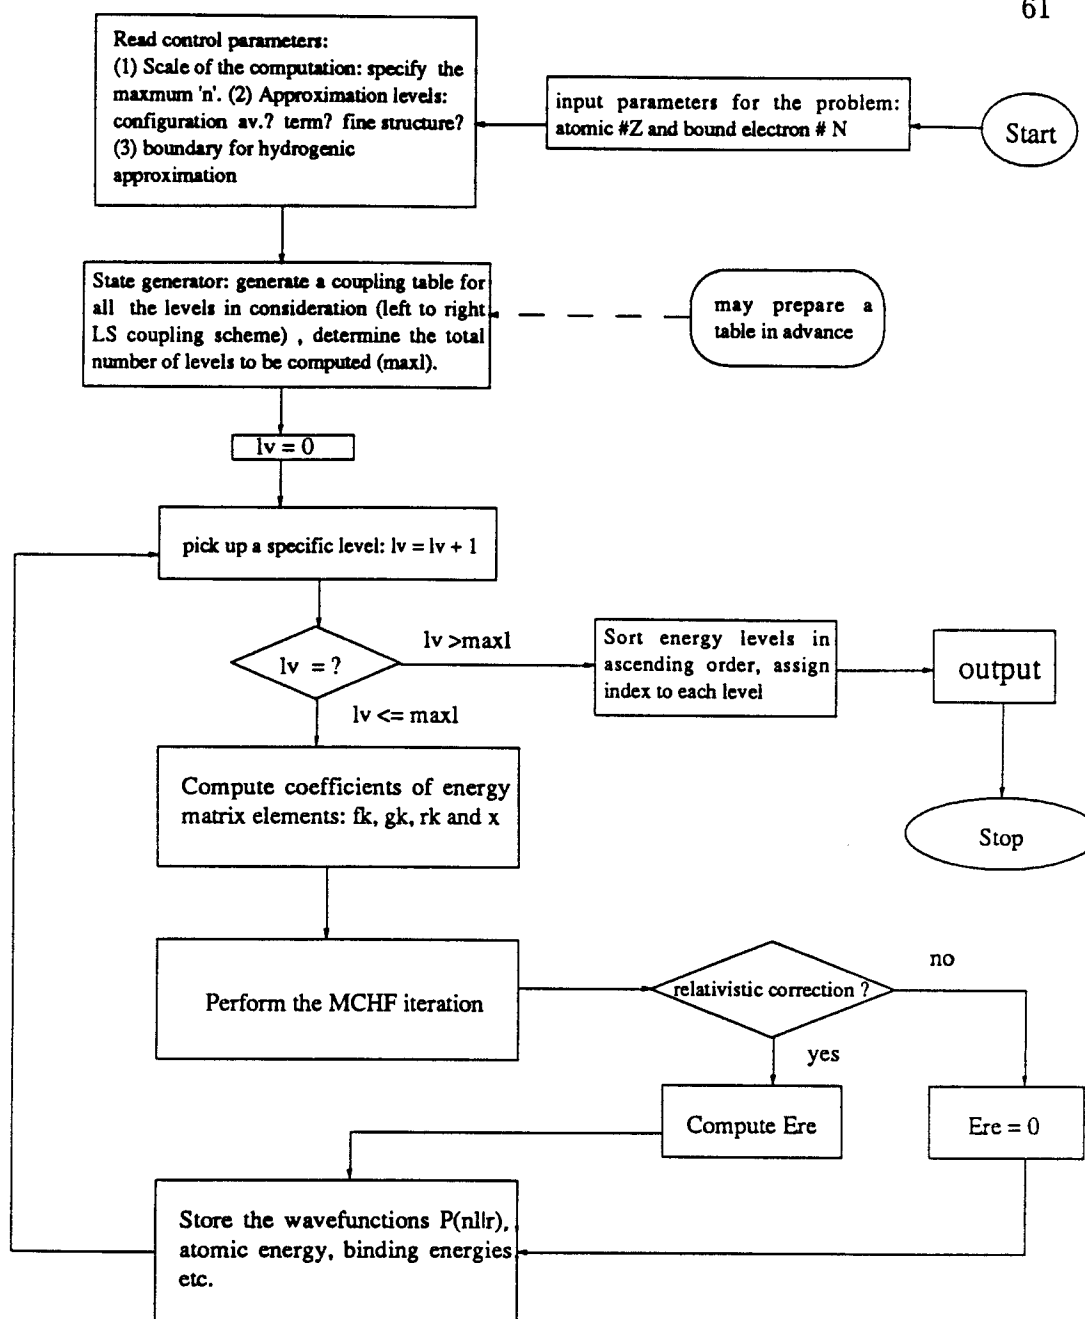 61
Read control parameters:
(1) Scale of the computation: specify the
maxmum 'n'. (2) Approximation levels:
configuration av.? term? fine structure?
(3) boundary for hydrogenic
approximation
input parameters for the problem:
atomic #Z and bound electron # N
Start
State generator: generate a coupling table for
all the levels in consideration (left to right
LS coupling scheme) , determine the total
number of levels to be computed (maxl).
may prepare a
table in advance
lv = 0
pick up a specific level: lv = lv + 1
lv = ?
lv >maxl
Sort energy levels in
ascending order, assign
index to each level
output
lv <= maxl
Compute coefficients of energy
matrix elements: fk, gk, rk and x
Stop
Perform the MCHF iteration
relativistic correction ?
no
yes
Compute Ere
Ere = 0
Store the wavefunctions P(nl|r),
atomic energy, binding energies
etc.